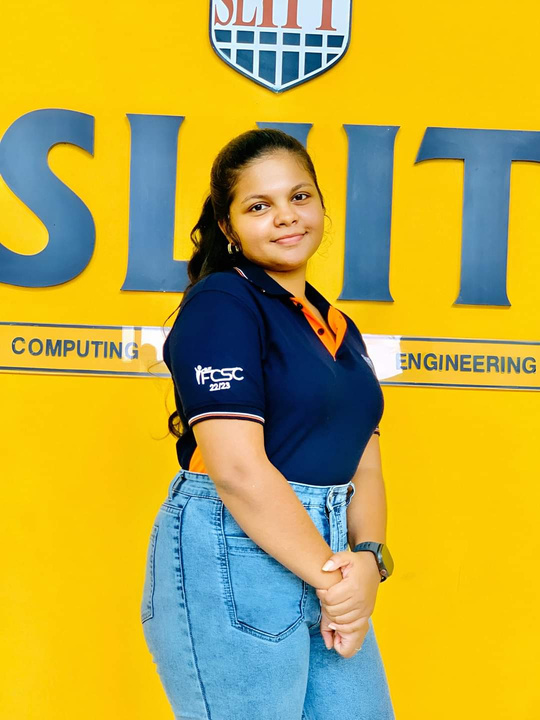 SLIIT
SLIIT
COMPUTING
ENGINEERING
FCSC
22/23